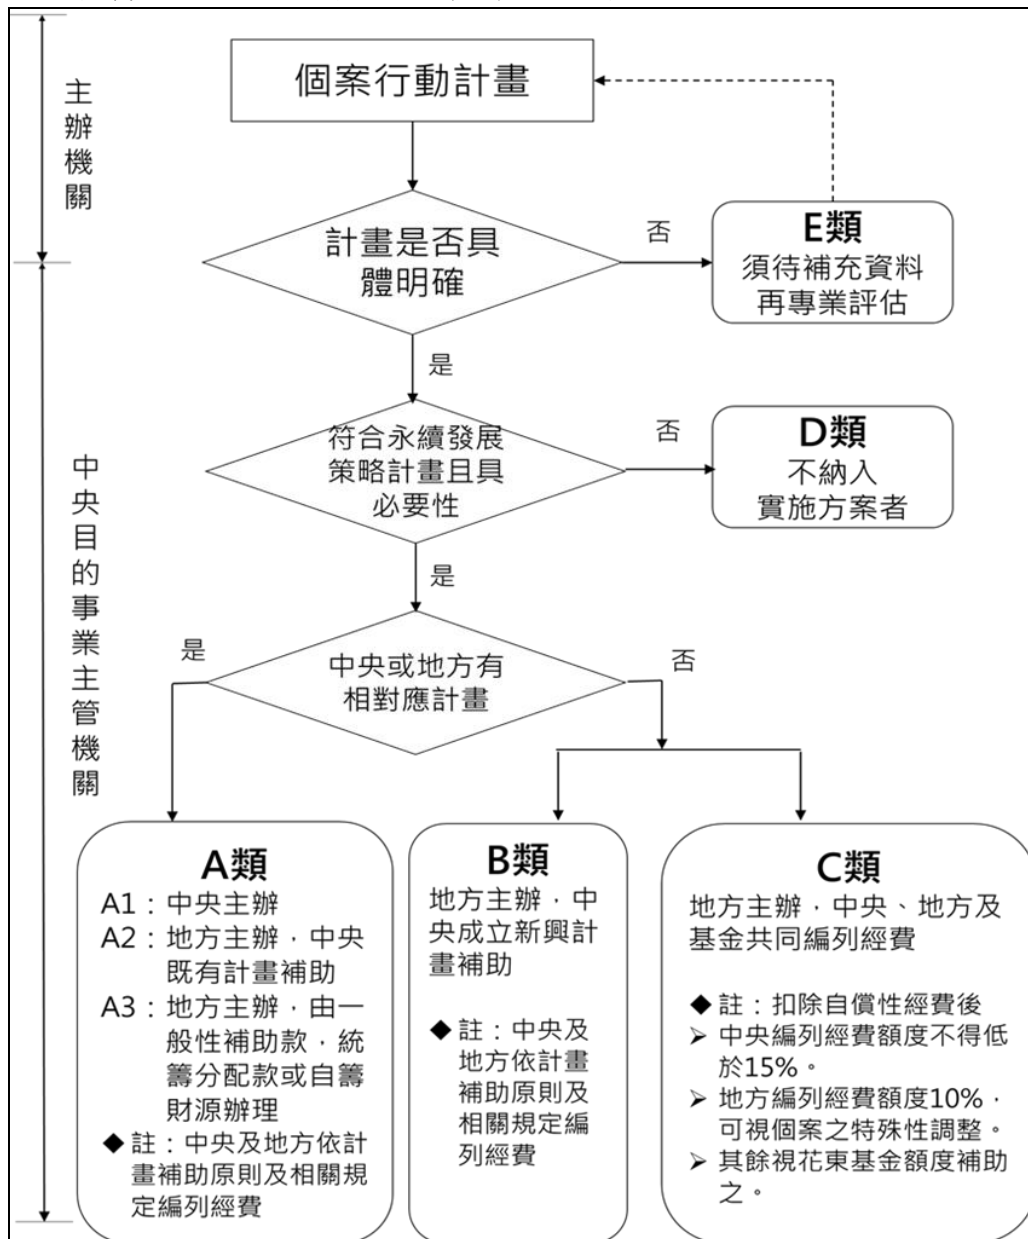 主辦機關
個案行動計畫
計畫是否具
體明確
否
E類
須待補充資料
再專業評估
是
中央目的事業主管機關
符合永續發展
策略計畫且具
必要性
否
D類
不納入
實施方案者
是
中央或地方有
相對應計畫
是
否
A類
A1：中央主辦
A2：地方主辦，中央
既有計畫補助
A3：地方主辦，由一
般性補助款，統
籌分配款或自籌
財源辦理
◆註：中央及地方依計
畫補助原則及相關規
定編列經費
B類
地方主辦，中
央成立新興計
畫補助
◆註：中央及
地方依計畫
補助原則及
相關規定編
列經費
C類
地方主辦，中央、地方及
基金共同編列經費
◆註：扣除自償性經費後
➢ 中央編列經費額度不得低
於15%。
➢ 地方編列經費額度10%，
可視個案之特殊性調整。
➢ 其餘視花東基金額度補助
之。